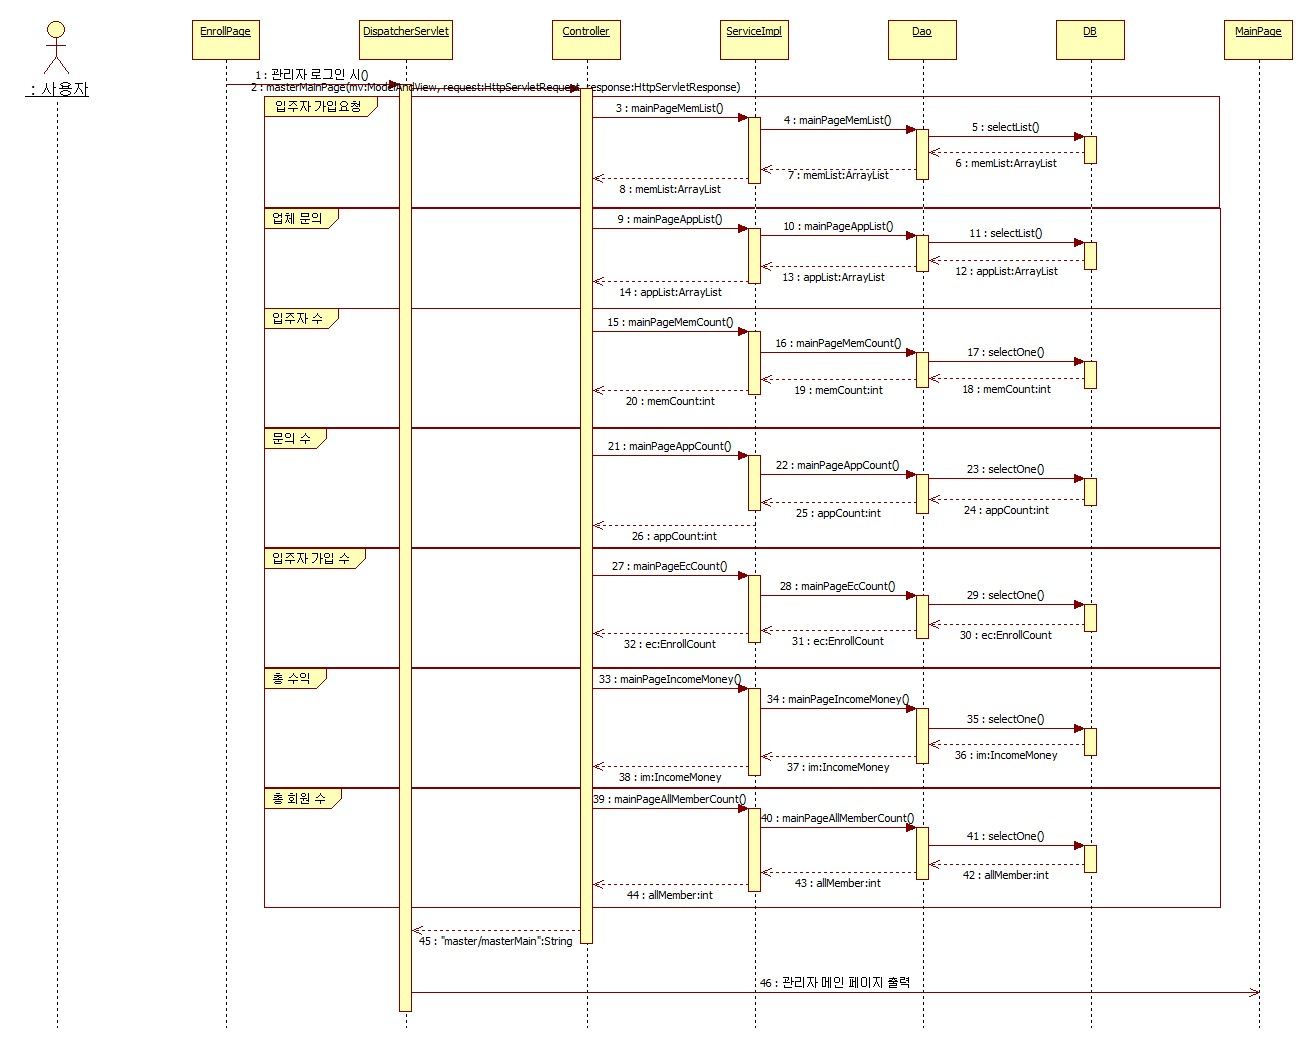 EnrollPage
DispatcherServlet
Controller
ServiceImpl
Dao
DB
MainPage
: 사용자
1 : 관리자 로그인 시()
2 : masterMainPage(mv:ModelAndView, request:HttpServletRequest, response:HttpServletResponse)
입주자 가입요청
3 : mainPageMemList()
4 : mainPageMemList()
5 : selectList()
6 : memList:ArrayList
7 : memList:ArrayList
8 : memList:ArrayList
업체 문의
9 : mainPageAppList()
10 : mainPageAppList()
11 : selectList()
12 : appList:ArrayList
13 : appList:ArrayList
14 : appList:ArrayList
입주자 수
15 : mainPageMemCount()
16 : mainPageMemCount()
17 : selectOne()
18 : memCount:int
19 : memCount:int
20 : memCount:int
문의 수
21 : mainPageAppCount()
22 : mainPageAppCount()
23 : selectOne()
24 : appCount:int
25 : appCount:int
26 : appCount:int
입주자 가입 수
27 : mainPageEcCount()
28 : mainPageEcCount()
29 : selectOne()
30 : ec:EnrollCount
31 : ec:EnrollCount
32 : ec:EnrollCount
총 수익
33 : mainPageIncomeMoney()
34 : mainPageIncomeMoney()
35 : selectOne()
36 : im:IncomeMoney
37 : im:IncomeMoney
38 : im:IncomeMoney
총 회원 수
39 : mainPageAllMemberCount()
40 : mainPageAllMemberCount()
41 : selectOne()
42 : allMember:int
43 : allMember:int
44 : allMember:int
45 : "master/masterMain":String
46 : 관리자 메인 페이지 출력